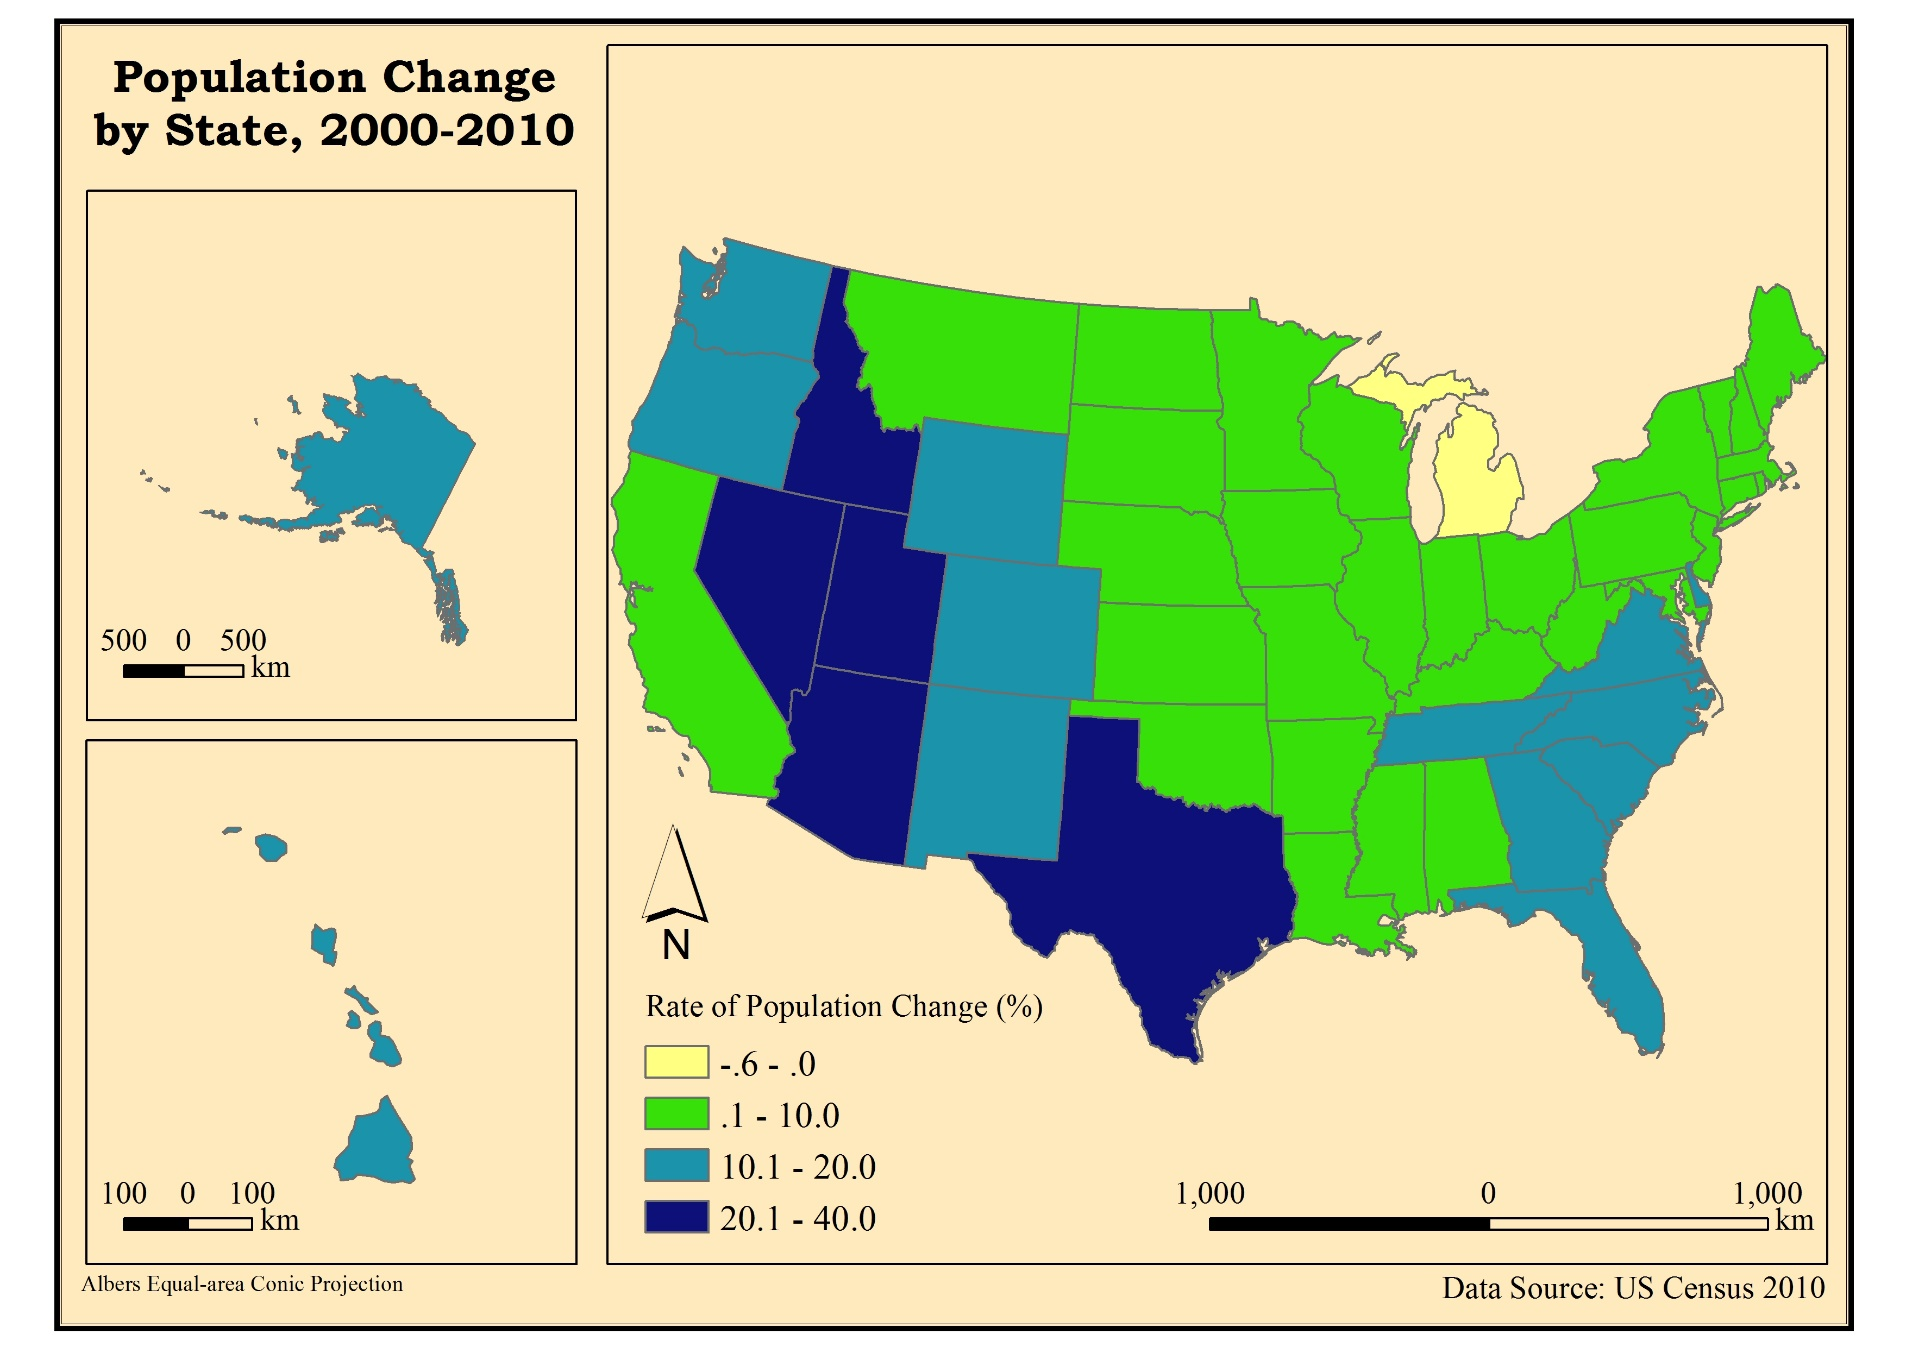 Population Change
by State, 2000-2010
500 0 500
km
100 0 100
km
Albers Equal-area Conic Projection
N
Rate of Population Change (%)
-.6 - .0
.1 - 10.0
10.1 - 20.0
20.1 - 40.0
1,000 0 1,000
km
Data Source: US Census 2010